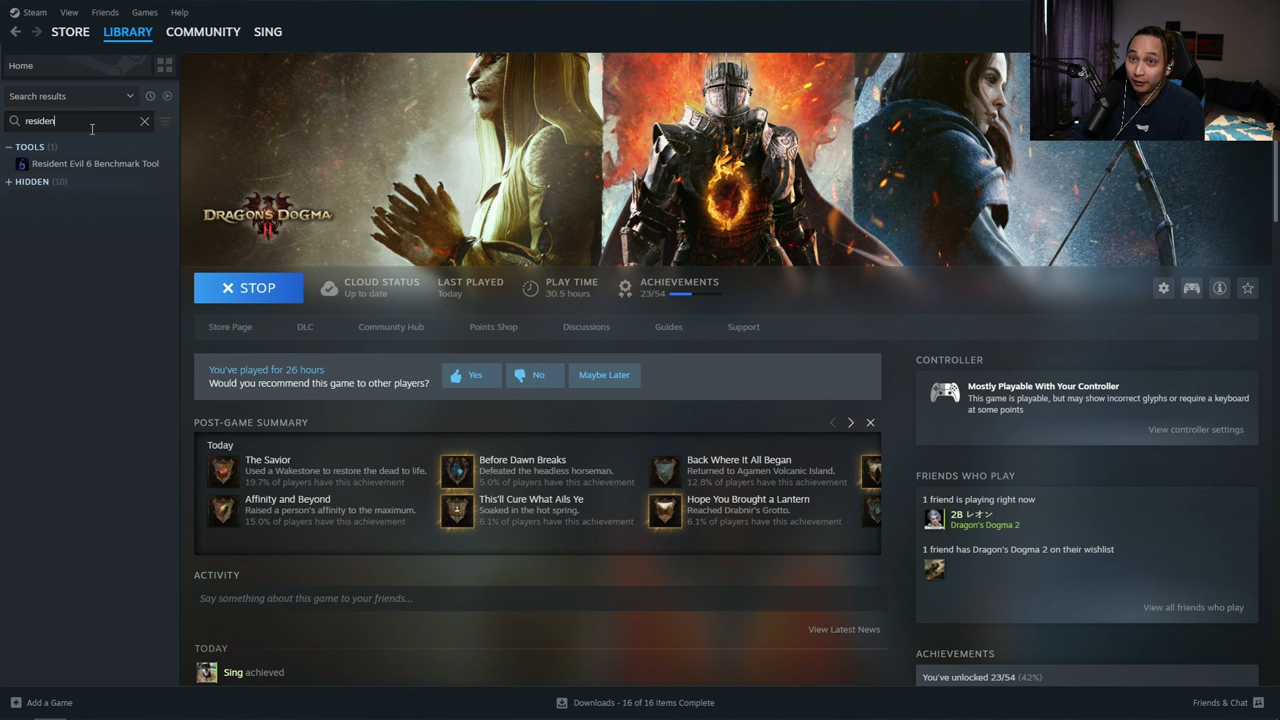 Steam View Friends Games Help
STORE LIBRARY COMMUNITY SING
Home
Search results
residen
TOOLS (1)
Resident Evil 6 Benchmark Tool
HIDDEN (10)
DRAGON'S DOGMA
II
STOP
CLOUD STATUS
Up to date
LAST PLAYED
Today
PLAY TIME
30.5 hours
ACHIEVEMENTS
23/54
Store Page DLC Community Hub Points Shop Discussions Guides Support
You've played for 26 hours
Would you recommend this game to other players?
Yes No Maybe Later
POST-GAME SUMMARY
Today
The Savior
Used a Wakestone to restore the dead to life.
19.7% of players have this achievement
Before Dawn Breaks
Defeated the headless horseman.
5.0% of players have this achievement
Back Where It All Began
Returned to Agamen Volcanic Island.
12.8% of players have this achievement
Affinity and Beyond
Raised a person's affinity to the maximum.
15.0% of players have this achievement
This'll Cure What Ails Ye
Soaked in the hot spring.
6.1% of players have this achievement
Hope You Brought a Lantern
Reached Drabnir's Grotto.
6.1% of players have this achievement
ACTIVITY
Say something about this game to your friends...
View Latest News
TODAY
Sing achieved
CONTROLLER
Mostly Playable With Your Controller
This game is playable, but may show incorrect glyphs or require a keyboard
at some points
View controller settings
FRIENDS WHO PLAY
1 friend is playing right now
2B レオン
Dragon's Dogma 2
1 friend has Dragon's Dogma 2 on their wishlist
View all friends who play
ACHIEVEMENTS
You've unlocked 23/54 (42%)
Add a Game
Downloads - 16 of 16 Items Complete
Friends & Chat